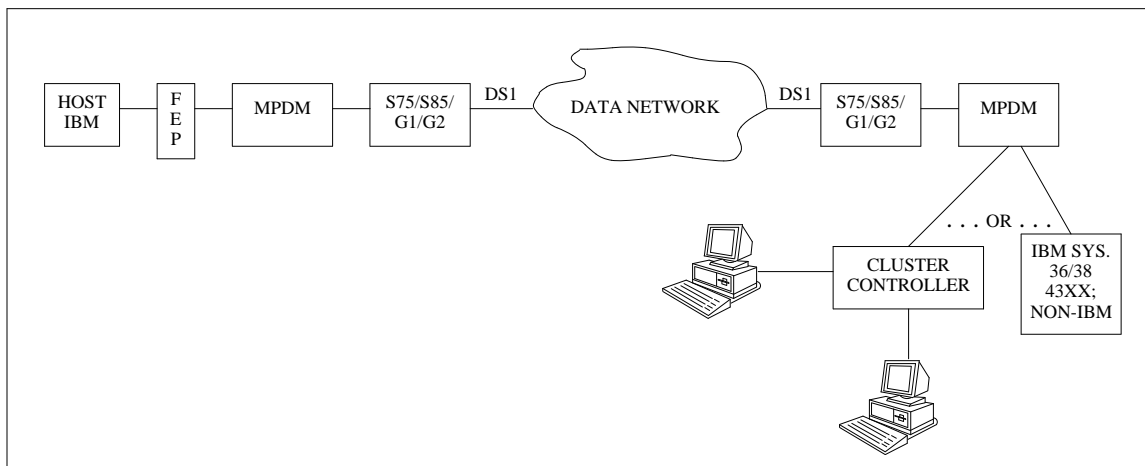 HOST
IBM
F
E
P
MPDM
S75/S85/
G1/G2
DS1
DATA NETWORK
DS1
S75/S85/
G1/G2
MPDM
. . . OR . . .
CLUSTER
CONTROLLER
IBM SYS.
36/38
43XX;
NON-IBM